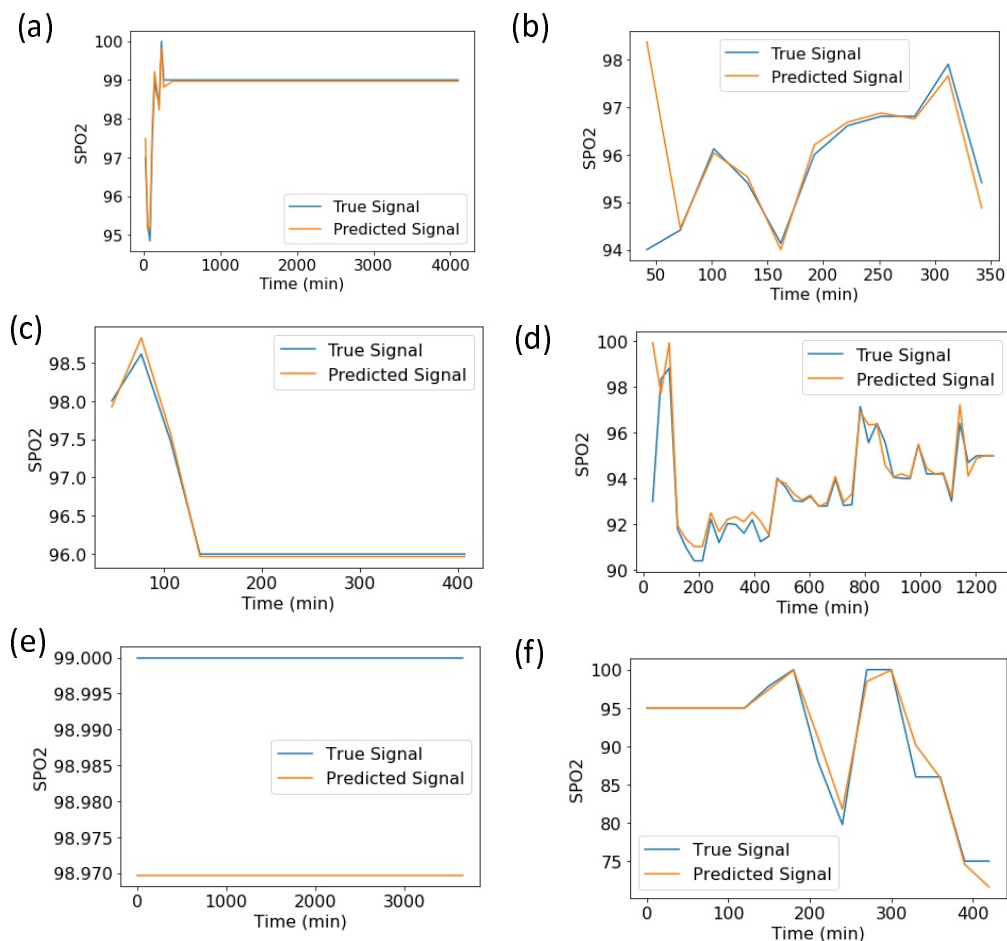 (a)
100
99
98
97
96
95
SPO2
True Signal
Predicted Signal
0 1000 2000 3000 4000
Time (min)
(b)
98
97
96
95
94
SPO2
True Signal
Predicted Signal
50 100 150 200 250 300 350
Time (min)
(c)
98.5
98.0
97.5
97.0
96.5
96.0
SPO2
True Signal
Predicted Signal
100 200 300 400
Time (min)
(d)
100
98
96
94
92
90
SPO2
True Signal
Predicted Signal
0 200 400 600 800 1000 1200
Time (min)
(e)
99.000
98.995
98.990
98.985
98.980
98.975
98.970
SPO2
True Signal
Predicted Signal
0 1000 2000 3000
Time (min)
(f)
100
95
90
85
80
75
SPO2
True Signal
Predicted Signal
0 100 200 300 400
Time (min)